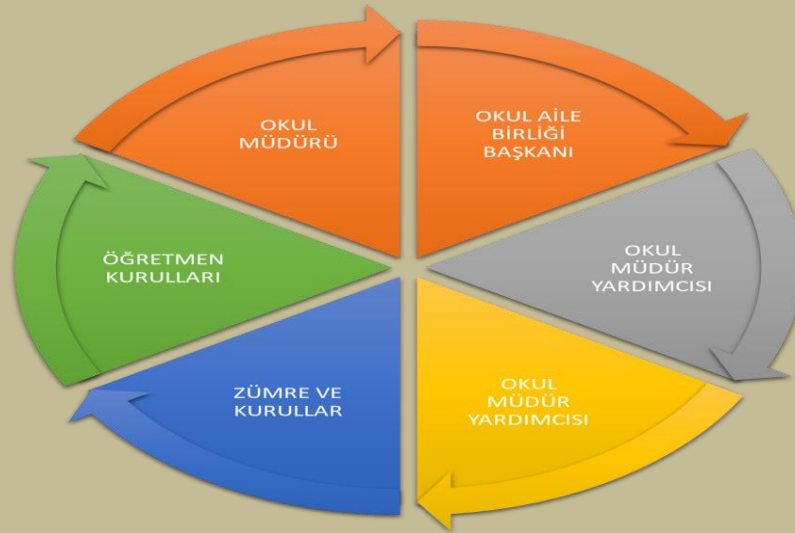 OKUL
MÜDÜRÜ
OKUL AİLE
BİRLİĞİ
BAŞKANI
OKUL
MÜDÜR
YARDIMCISI
OKUL
MÜDÜR
YARDIMCISI
ZÜMRE VE
KURULLAR
ÖĞRETMEN
KURULLARI